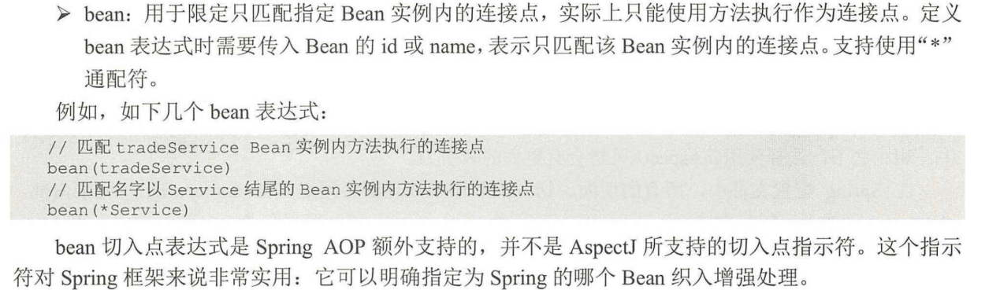 ➤ bean：用于限定只匹配指定 Bean 实例内的连接点，实际上只能使用方法执行作为连接点。定义
bean 表达式时需要传入 Bean 的 id 或 name，表示只匹配该 Bean 实例内的连接点。支持使用“*”
通配符。
例如，如下几个 bean 表达式：
// 匹配 tradeService Bean 实例内方法执行的连接点
bean(tradeService)
// 匹配名字以 Service 结尾的 Bean 实例内方法执行的连接点
bean(*Service)
bean 切入点表达式是 Spring AOP 额外支持的，并不是 AspectJ 所支持的切入点指示符。这个指示
符对 Spring 框架来说非常实用：它可以明确指定为 Spring 的哪个 Bean 织入增强处理。